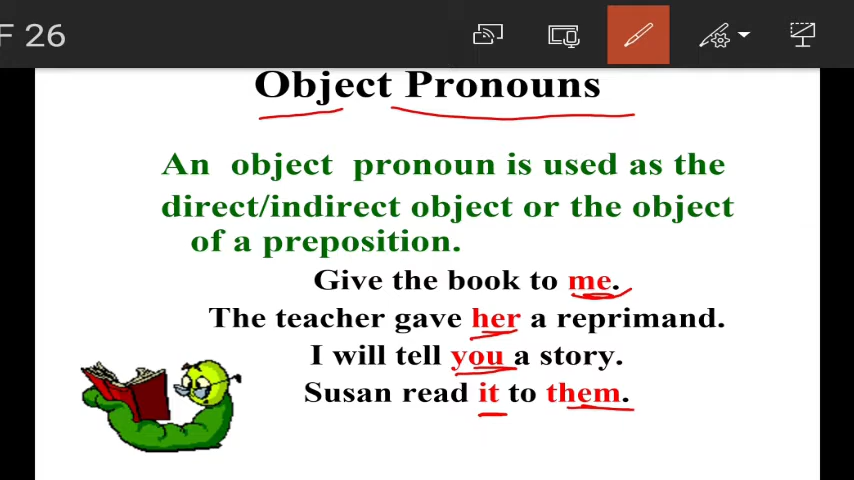 F 26
Object Pronouns
An object pronoun is used as the
direct/indirect object or the object
of a preposition.
Give the book to me.
The teacher gave her a reprimand.
I will tell you a story.
Susan read it to them.